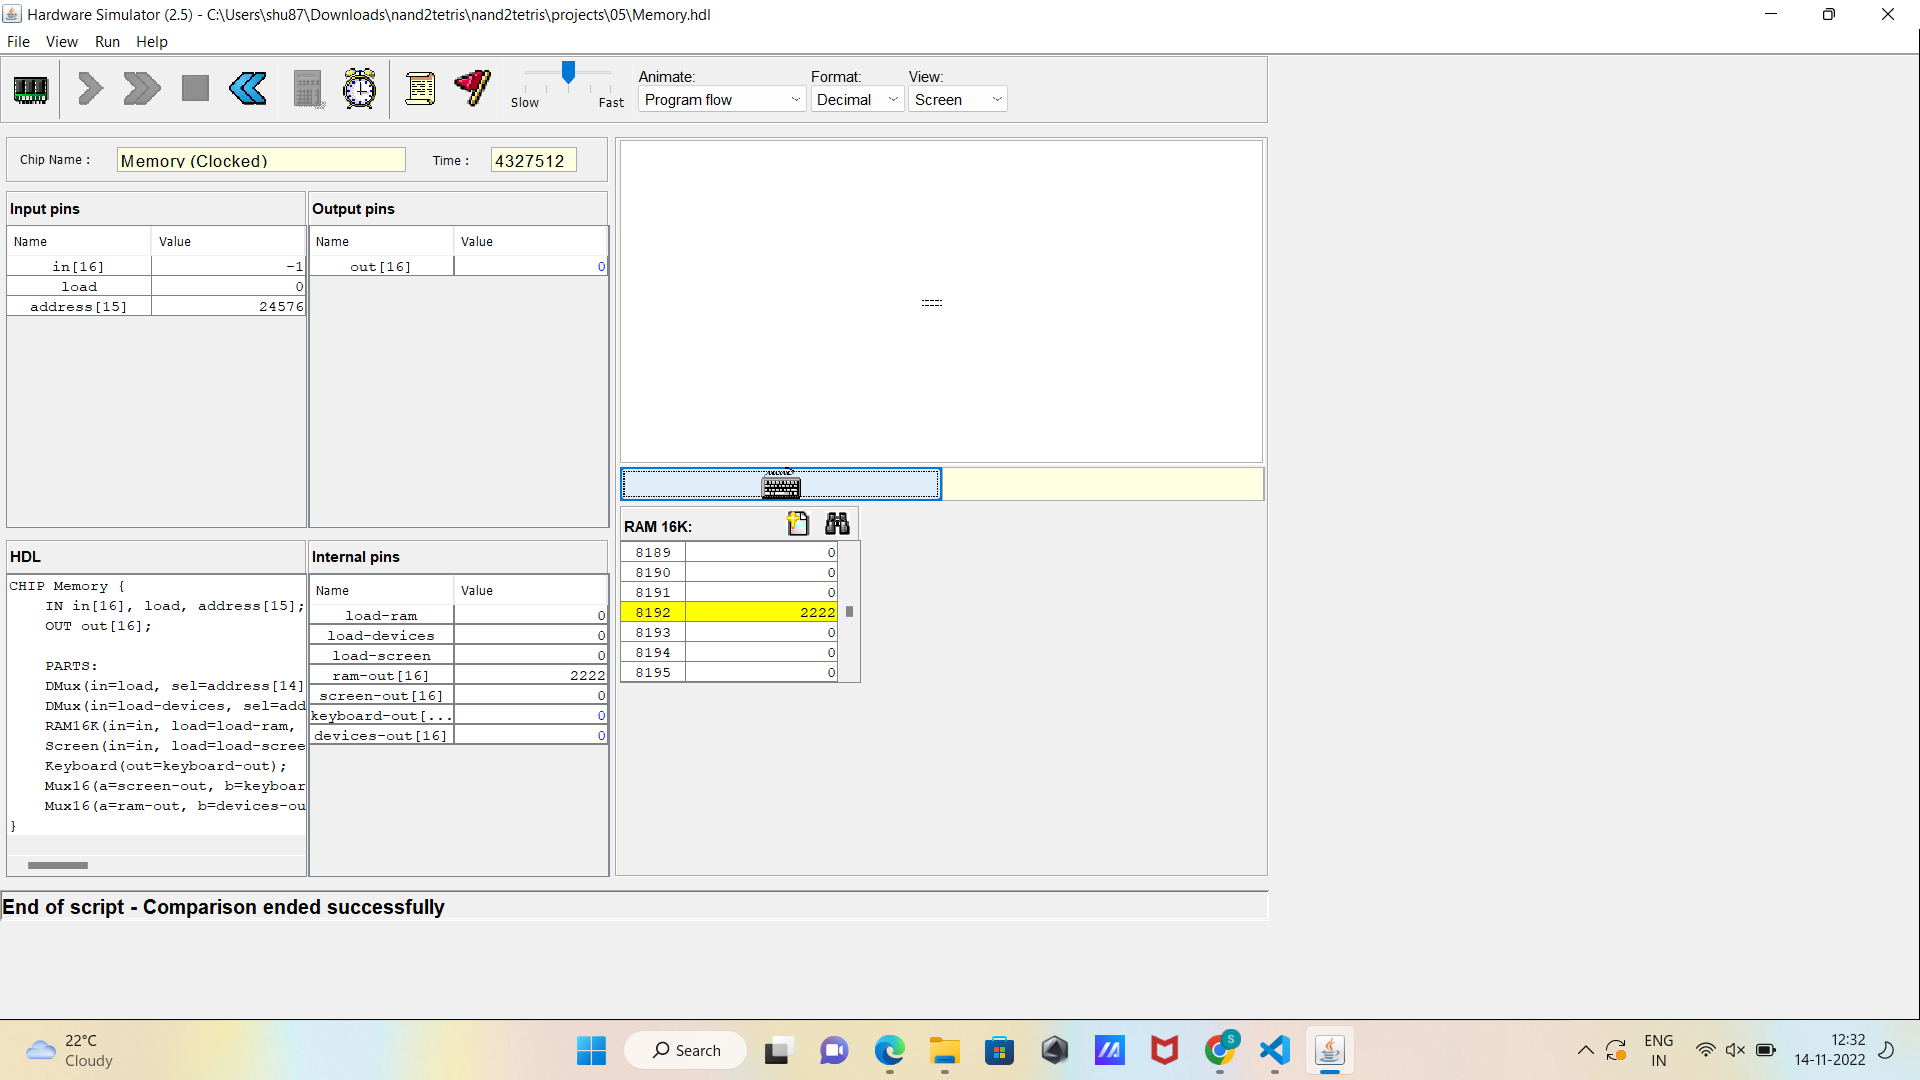 Hardware Simulator (2.5) - C:\Users\shu87\Downloads\nand2tetris\nand2tetris\projects\05\Memory.hdl
File View Run Help
Slow Fast
Animate: Format: View:
Program flow Decimal Screen
Chip Name : Memory (Clocked) Time : 4327512
Input pins
Name Value
in[16] -1
load 0
address[15] 24576
Output pins
Name Value
out[16] 0
HDL
CHIP Memory {
IN in[16], load, address[15];
OUT out[16];
PARTS:
DMux(in=load, sel=address[14]
DMux(in=load-devices, sel=add
RAM16K(in=in, load=load-ram,
Screen(in=in, load=load-scree
Keyboard(out=keyboard-out);
Mux16(a=screen-out, b=keyboar
Mux16(a=ram-out, b=devices-ou
}
Internal pins
Name Value
load-ram 0
load-devices 0
load-screen 0
ram-out[16] 2222
screen-out[16] 0
keyboard-out[... 0
devices-out[16] 0
RAM 16K:
8189 0
8190 0
8191 0
8192 2222
8193 0
8194 0
8195 0
End of script - Comparison ended successfully
22°C
Cloudy
Search
S
ENG
IN
12:32
14-11-2022